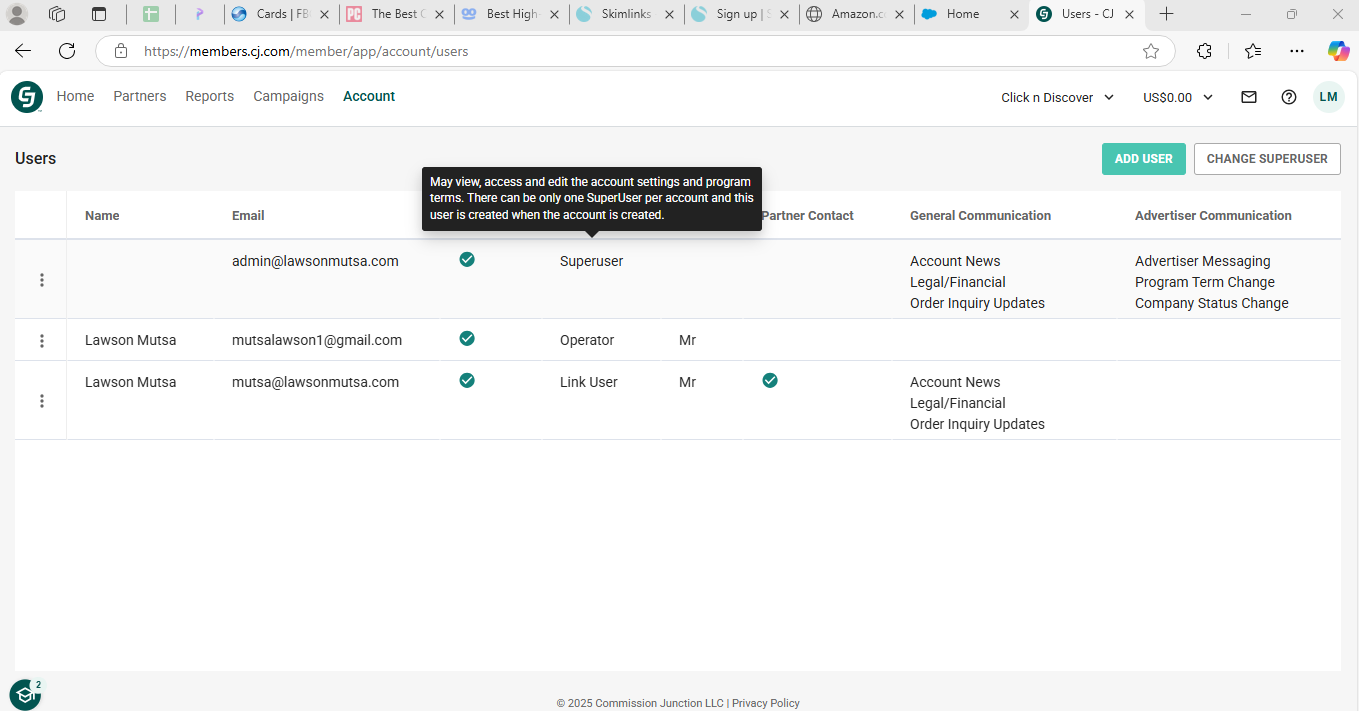 Cards | FB
The Best C
Best High-
Skimlinks
Sign up | S
Amazon.c
Home
Users - CJ
https://members.cj.com/member/app/account/users
Home
Partners
Reports
Campaigns
Account
Click n Discover
US$0.00
LM
Users
ADD USER
CHANGE SUPERUSER
May view, access and edit the account settings and program
terms. There can be only one SuperUser per account and this
user is created when the account is created.
Name
Email
Partner Contact
General Communication
Advertiser Communication
admin@lawsonmutsa.com
Superuser
Account News
Legal/Financial
Order Inquiry Updates
Advertiser Messaging
Program Term Change
Company Status Change
Lawson Mutsa
mutsalawson1@gmail.com
Operator
Mr
Lawson Mutsa
mutsa@lawsonmutsa.com
Link User
Mr
Account News
Legal/Financial
Order Inquiry Updates
2
© 2025 Commission Junction LLC | Privacy Policy